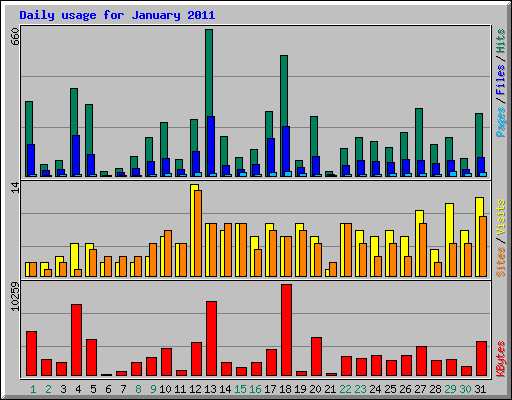 Daily usage for January 2011
660
Pages / Files / Hits
14
Sites / Visits
10259
KBytes
1 2 3 4 5 6 7 8 9 10 11 12 13 14 15 16 17 18 19 20 21 22 23 24 25 26 27 28 29 30 31